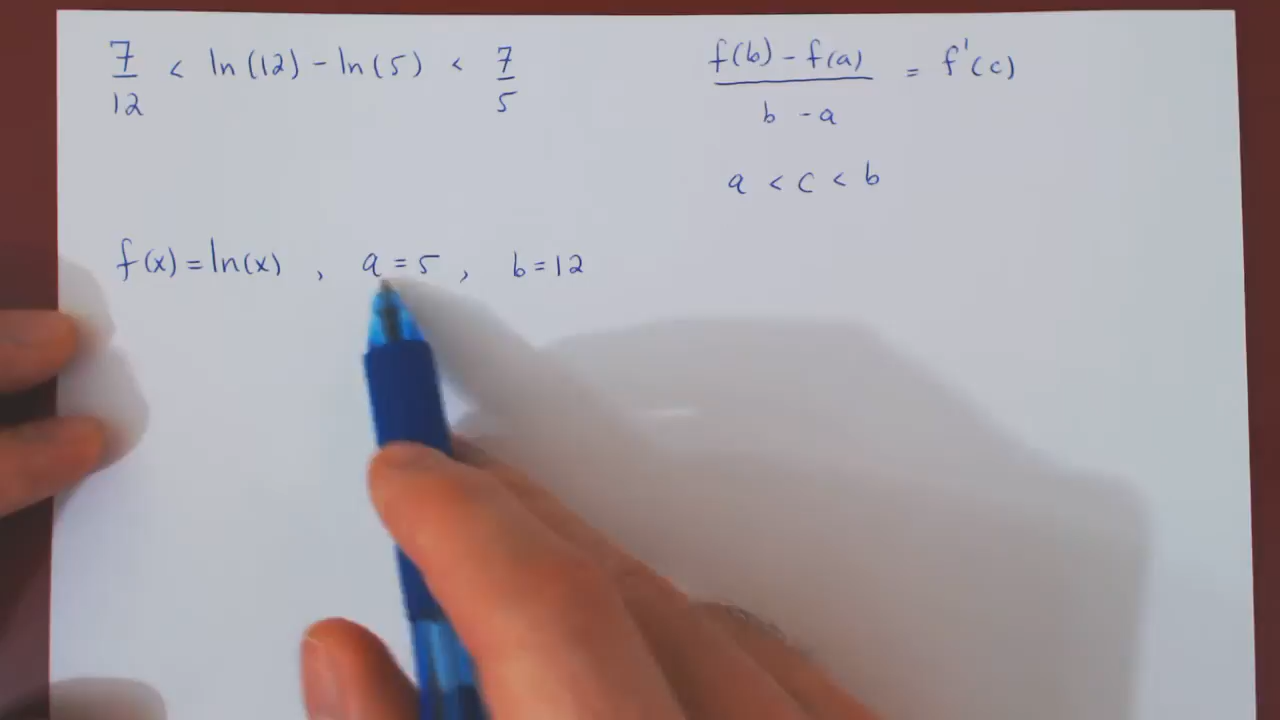 7/12 < ln(12) - ln(5) < 7/5
f(b) - f(a) / b - a = f'(c)
a < c < b
f(x) = ln(x) , a = 5 , b = 12